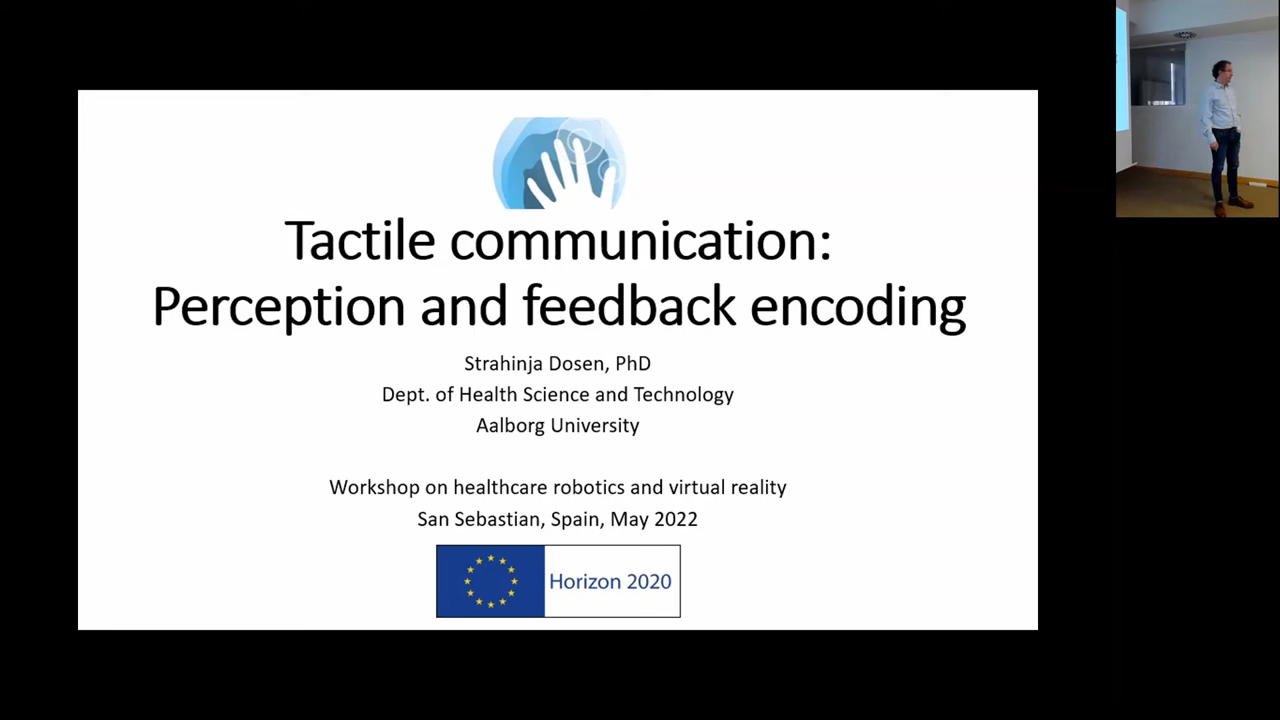 Tactile communication:
Perception and feedback encoding
Strahinja Dosen, PhD
Dept. of Health Science and Technology
Aalborg University
Workshop on healthcare robotics and virtual reality
San Sebastian, Spain, May 2022
Horizon 2020